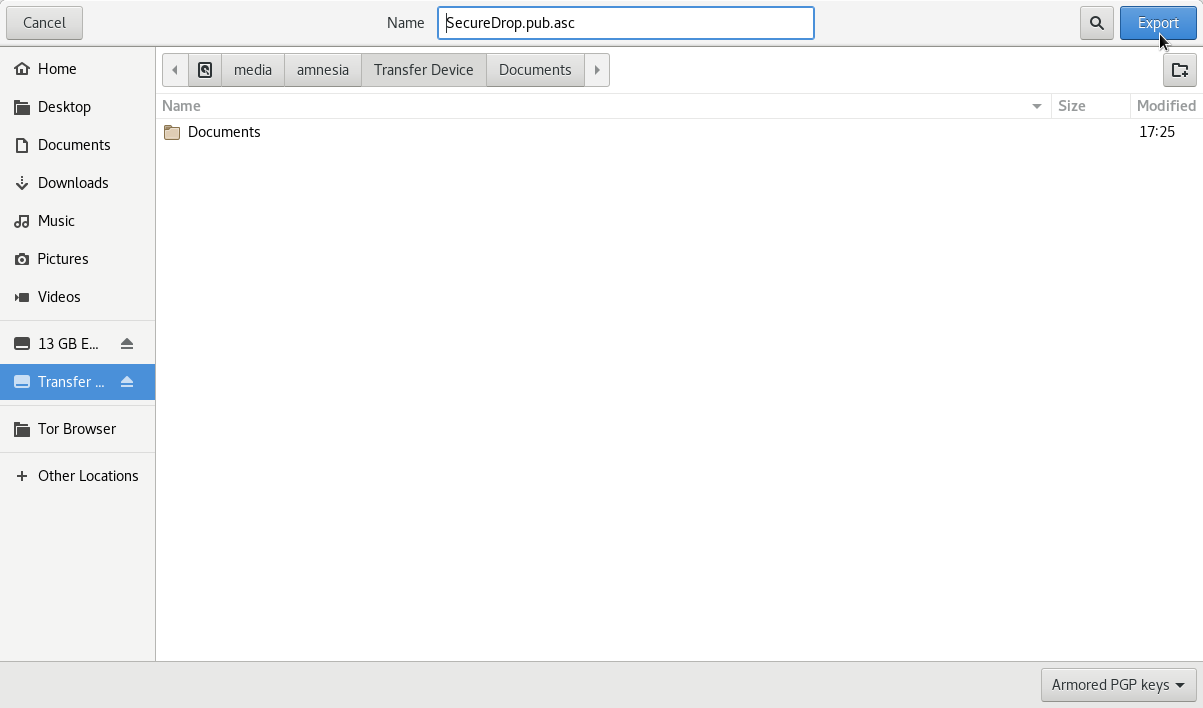 Cancel Name SecureDrop.pub.asc Export
Home
Desktop
Documents
Downloads
Music
Pictures
Videos
13 GB E...
Transfer ...
Tor Browser
Other Locations
media amnesia Transfer Device Documents
Name Size Modified
Documents 17:25
Armored PGP keys